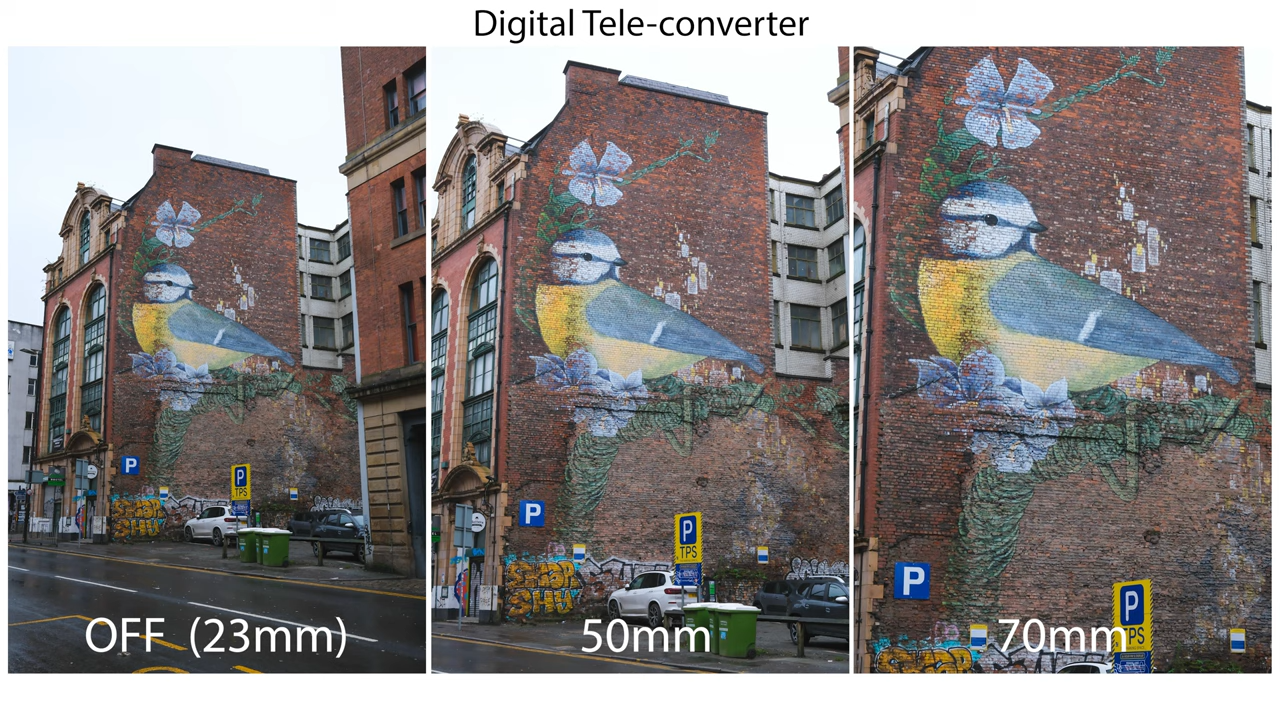 Digital Tele-converter
P
P
TPS
OFF (23mm)
P
P
TPS
50mm
P
P
TPS
70mm